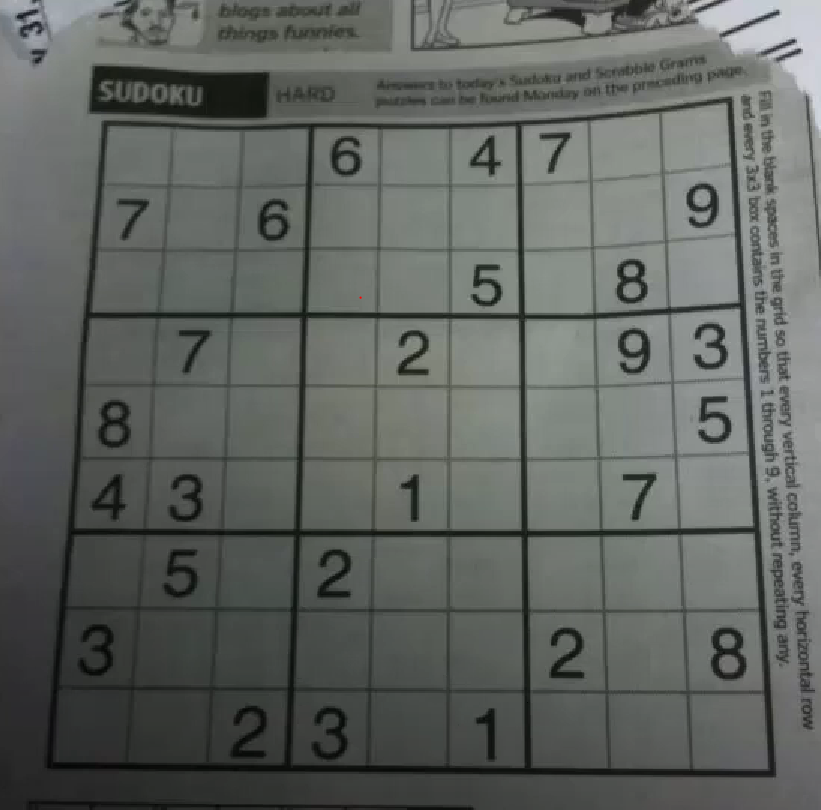 31,
blogs about all
things funnies.
SUDOKU
HARD
Answers to today's Sudoku and Scrabble Grams
puzzles can be found Monday on the preceding page.
6 4 7
7 6 9
5 8
7 2 9 3
8 5
4 3 1 7
5 2
3 2 8
2 3 1
Fill in the blank spaces in the grid so that every vertical column, every horizontal row
and every 3x3 box contains the numbers 1 through 9, without repeating any.